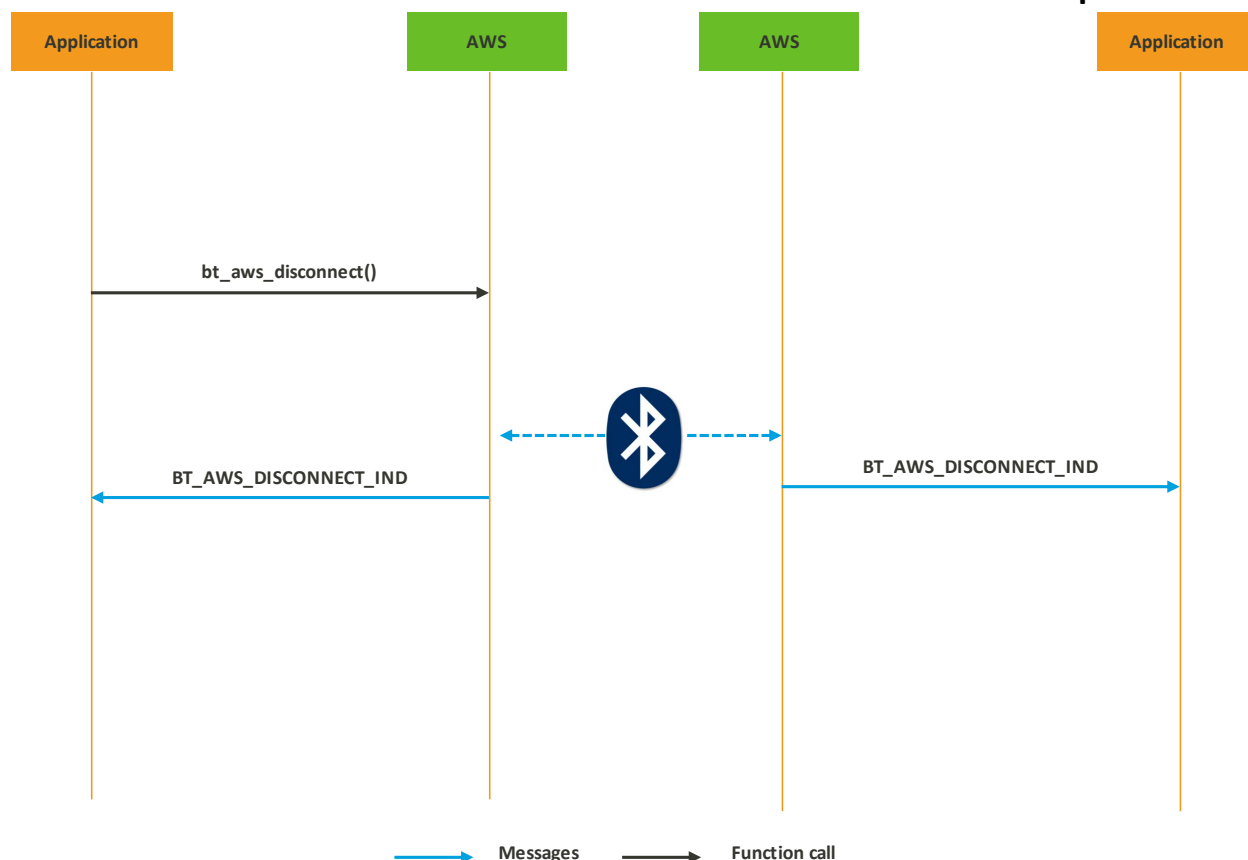 Application
AWS
AWS
Application
bt_aws_disconnect()
BT_AWS_DISCONNECT_IND
BT_AWS_DISCONNECT_IND
Messages
Function call